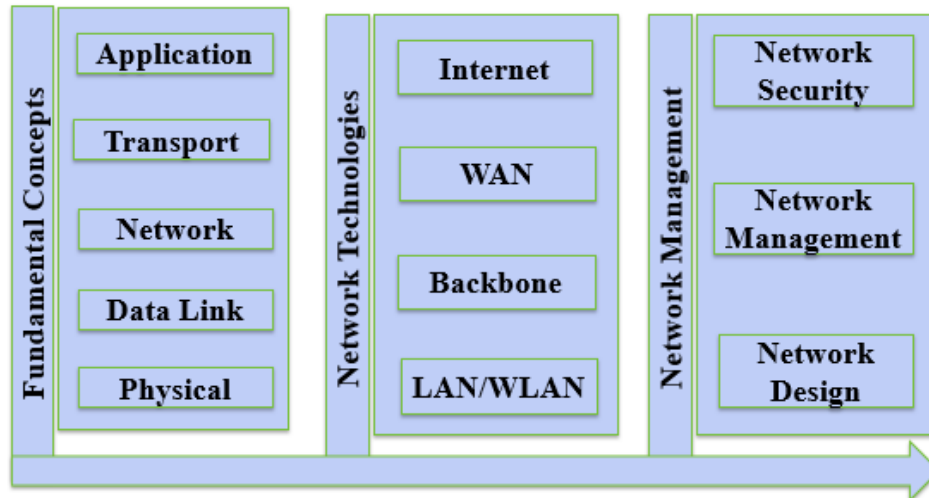 Fundamental Concepts
Application
Transport
Network
Data Link
Physical
Network Technologies
Internet
WAN
Backbone
LAN/WLAN
Network Management
Network
Security
Network
Management
Network
Design